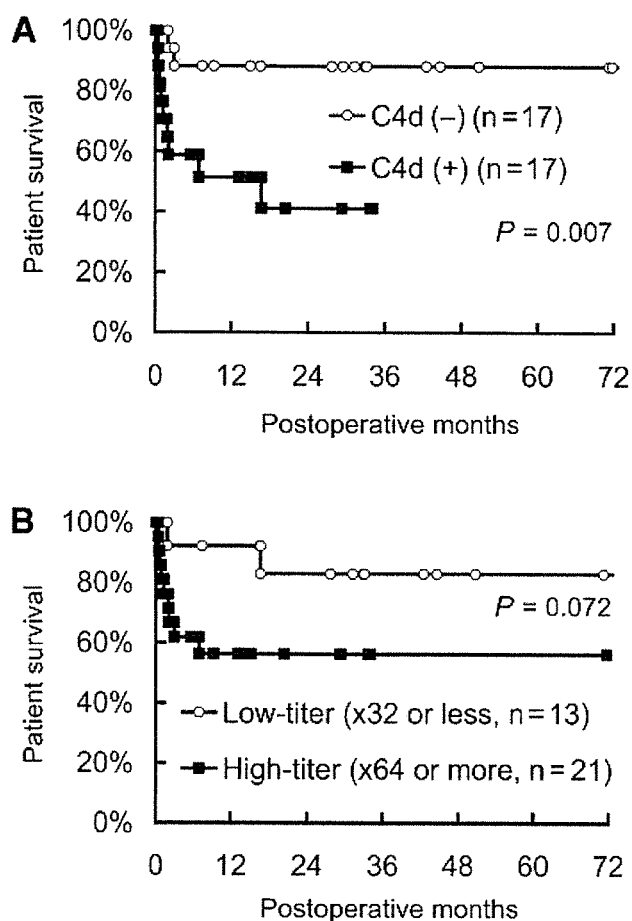 A
Patient survival
100%
80%
60%
40%
20%
0%
C4d (–) (n=17)
C4d (+) (n=17)
P = 0.007
0 12 24 36 48 60 72
Postoperative months
B
Patient survival
100%
80%
60%
40%
20%
0%
P = 0.072
Low-titer (x32 or less, n=13)
High-titer (x64 or more, n=21)
0 12 24 36 48 60 72
Postoperative months